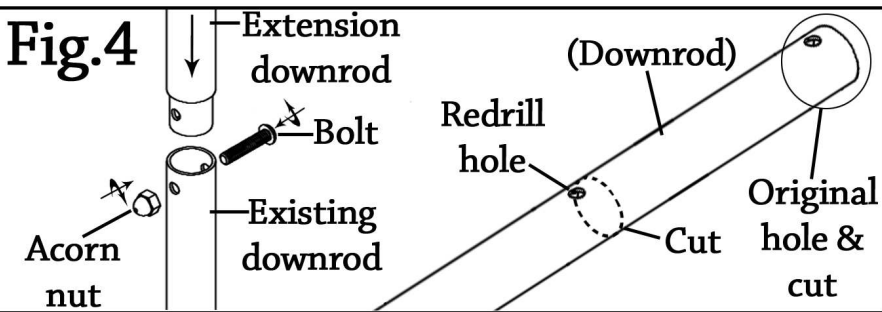 Fig.4
Extension
downrod
Bolt
Acorn
nut
Existing
downrod
(Downrod)
Redrill
hole
Cut
Original
hole &
cut